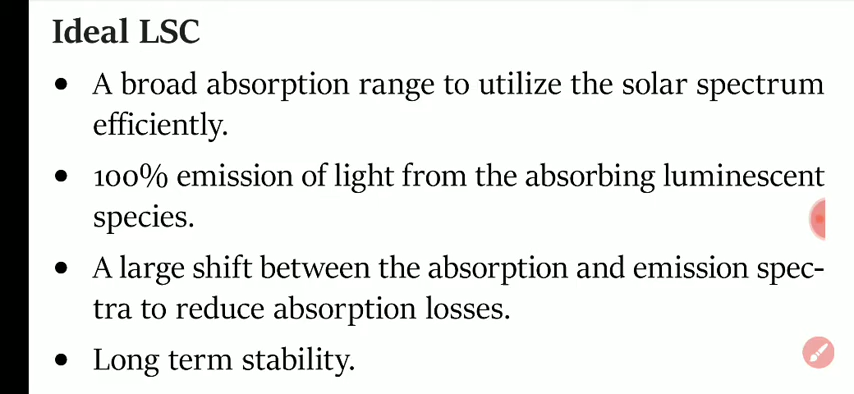 Ideal LSC
• A broad absorption range to utilize the solar spectrum
efficiently.
• 100% emission of light from the absorbing luminescent
species.
• A large shift between the absorption and emission spec-
tra to reduce absorption losses.
• Long term stability.